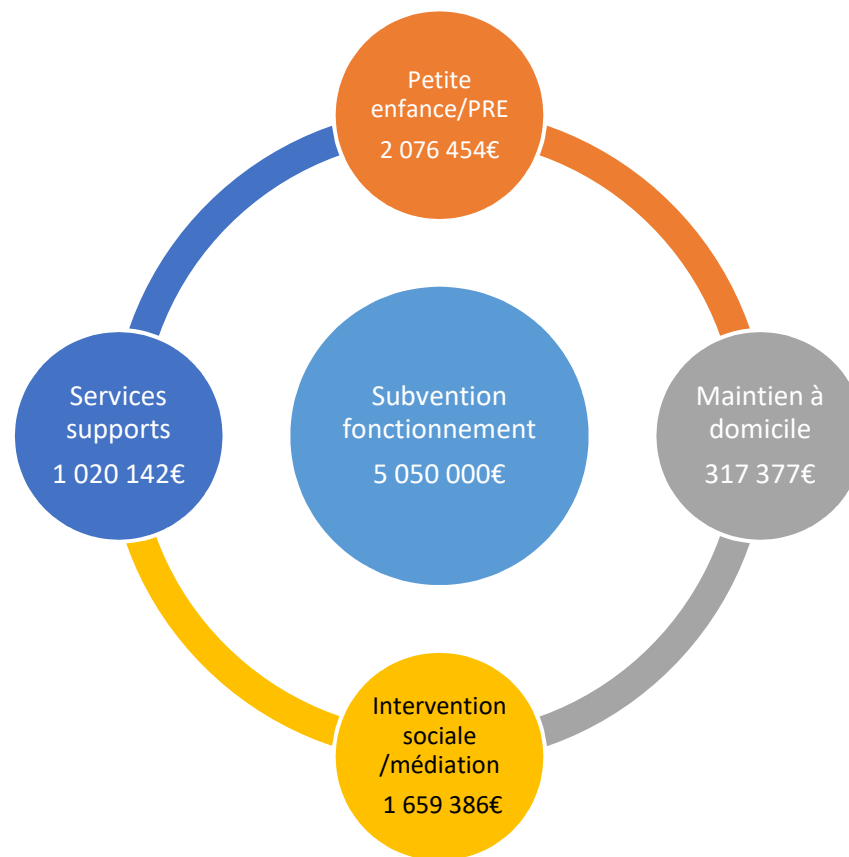 Petite
enfance/PRE
2 076 454€
Services
supports
1 020 142€
Subvention
fonctionnement
5 050 000€
Maintien à
domicile
317 377€
Intervention
sociale
/médiation
1 659 386€